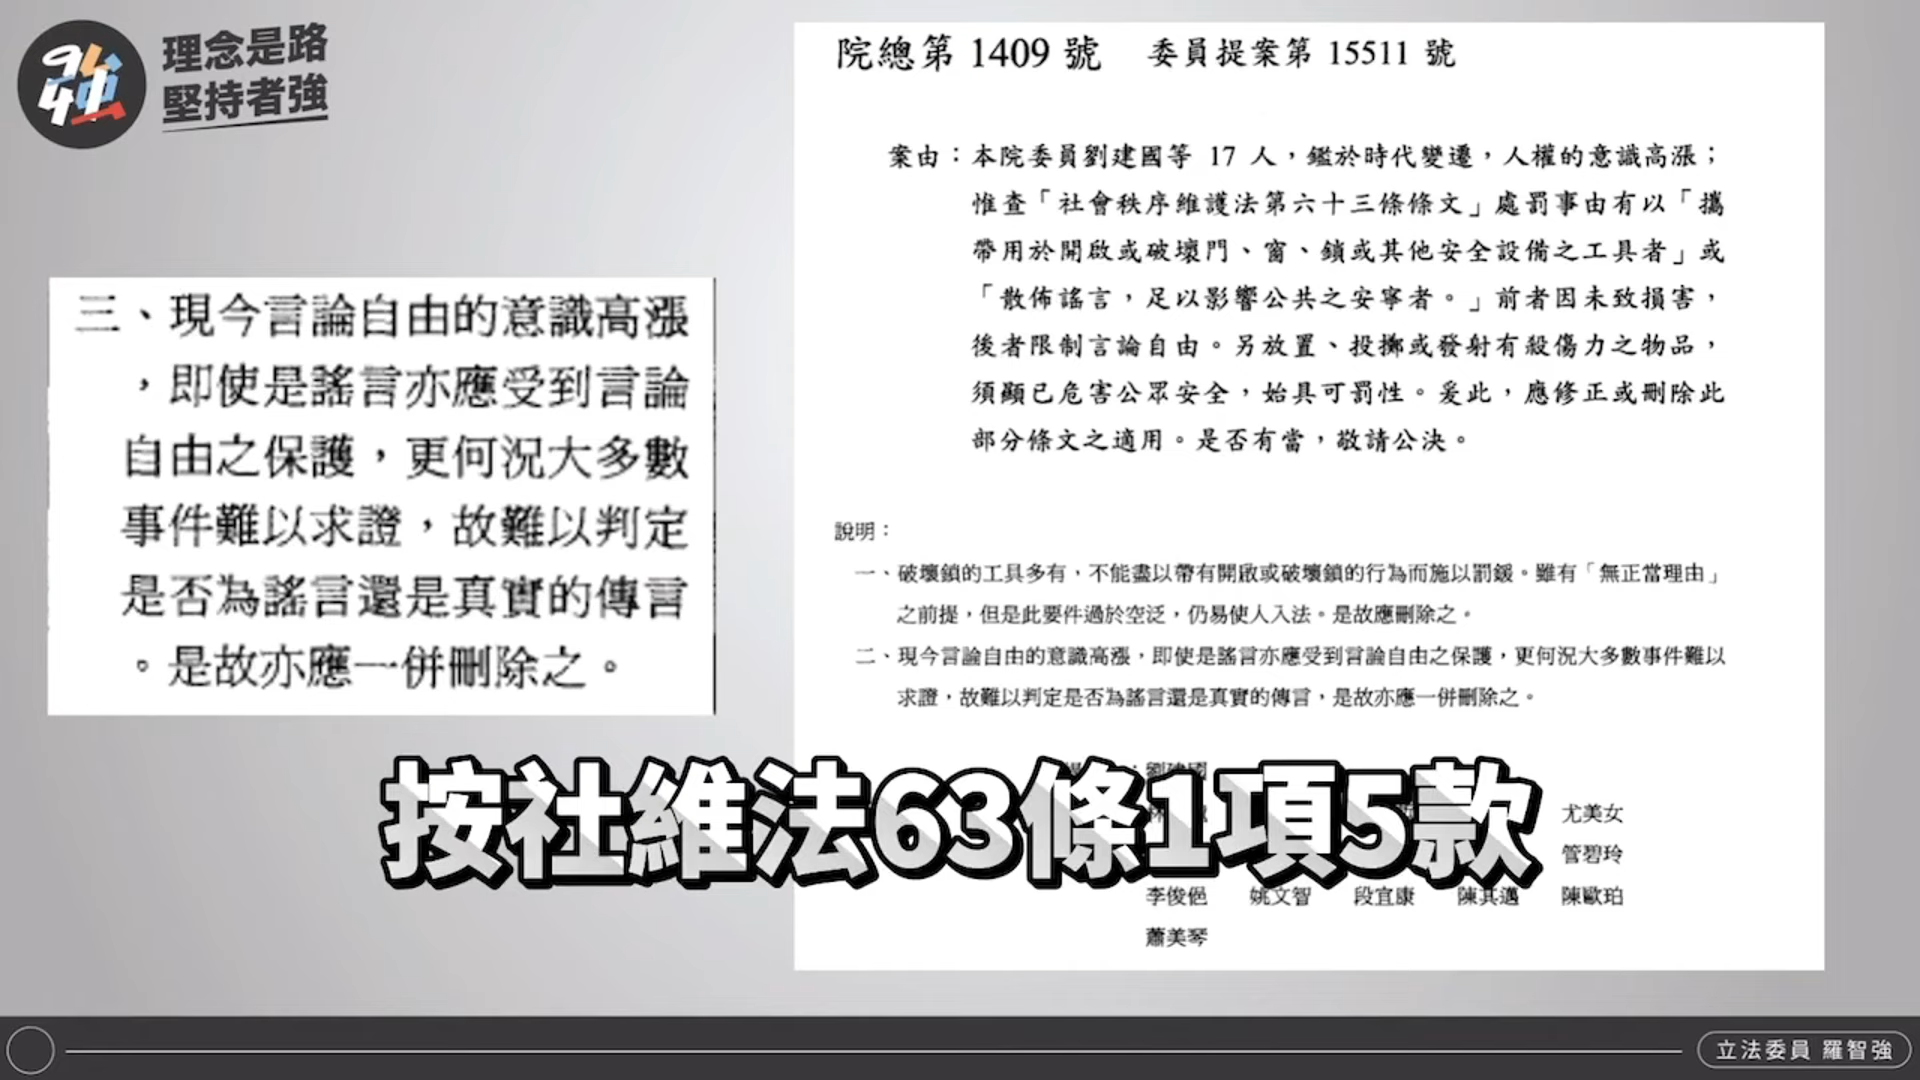 理念是路
堅持者強
院總第 1409 號 委員提案第 15511 號
案由：本院委員劉建國等 17 人，鑑於時代變遷，人權的意識高漲；
惟查「社會秩序維護法第六十三條條文」處罰事由有以「攜
帶用於開啟或破壞門、窗、鎖或其他安全設備之工具者」或
「散佈謠言，足以影響公共之安寧者。」前者因未致損害，
後者限制言論自由。另放置、投擲或發射有殺傷力之物品，
須顯已危害公眾安全，始具可罰性。爰此，應修正或刪除此
部分條文之適用。是否有當，敬請公決。
三、現今言論自由的意識高漲
，即使是謠言亦應受到言論
自由之保護，更何況大多數
事件難以求證，故難以判定
是否為謠言還是真實的傳言
。是故亦應一併刪除之。
說明：
一、破壞鎖的工具多有，不能盡以帶有開啟或破壞鎖的行為而施以罰鍰。雖有「無正當理由」
之前提，但是此要件過於空泛，仍易使人入法。是故應刪除之。
二、現今言論自由的意識高漲，即使是謠言亦應受到言論自由之保護，更何況大多數事件難以
求證，故難以判定是否為謠言還是真實的傳言，是故亦應一併刪除之。
劉建國
按社維法63條1項5款
尤美女
管碧玲
李俊俋 姚文智 段宜康 陳其邁 陳歐珀
蕭美琴
立法委員 羅智強